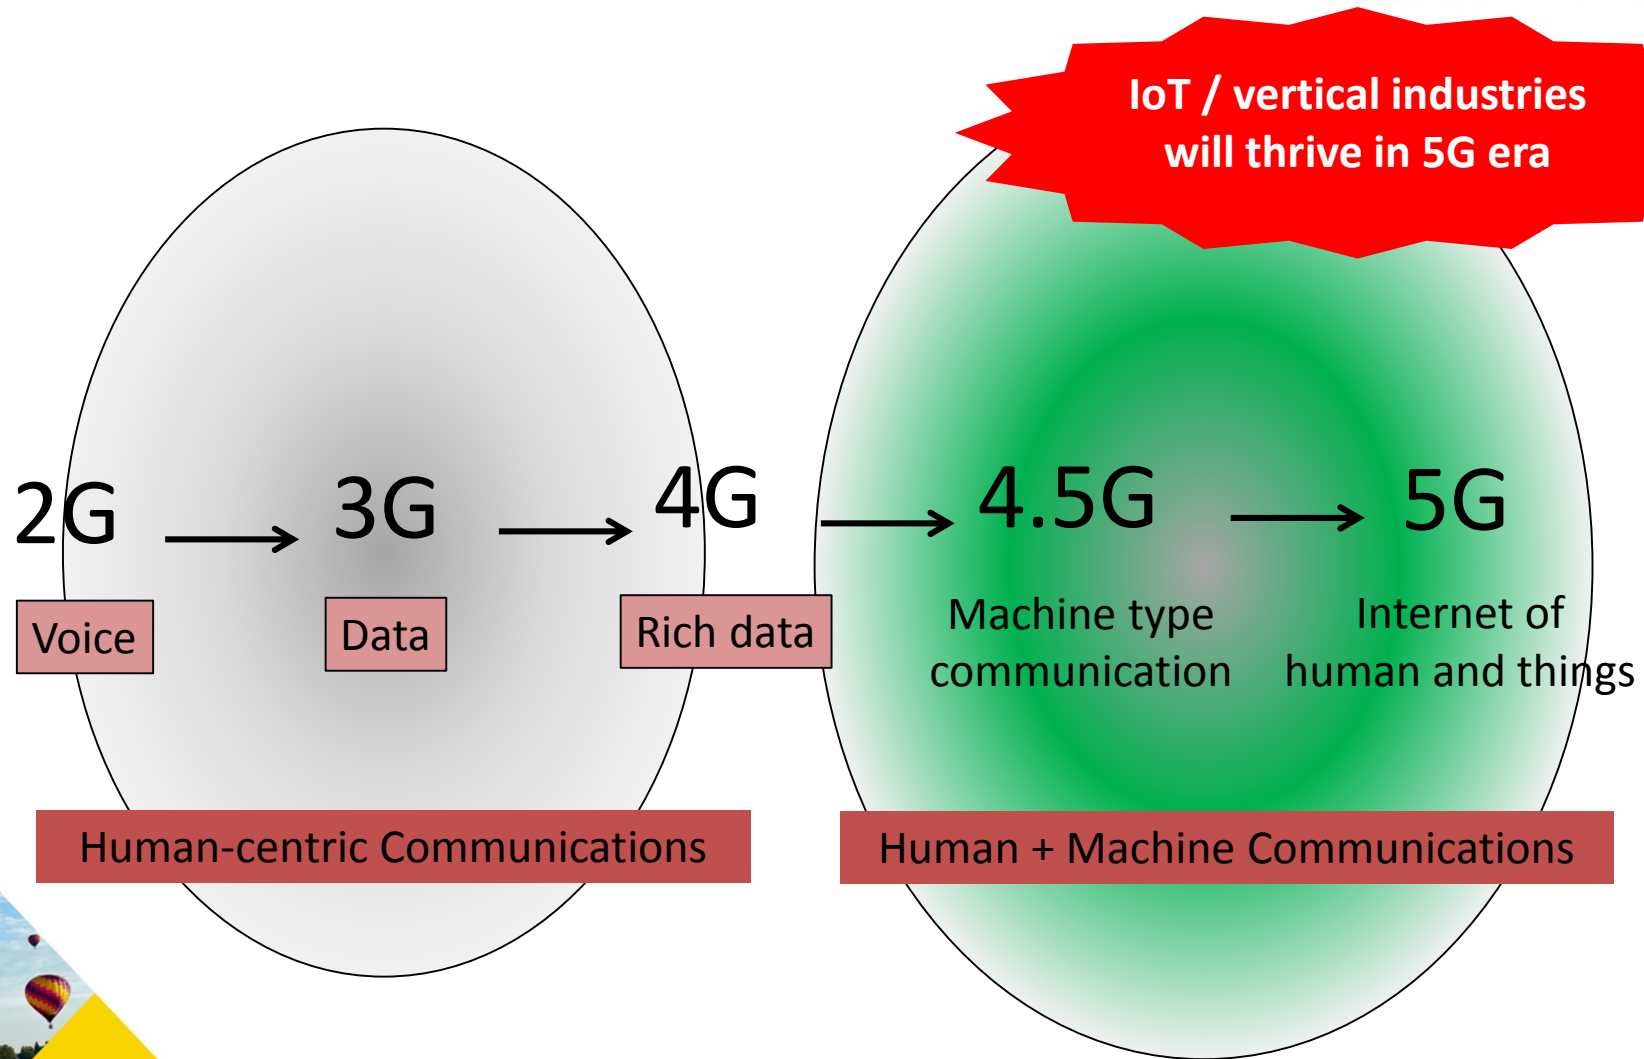 IoT / vertical industries
will thrive in 5G era
2G
3G
4G
4.5G
5G
Voice
Data
Rich data
Machine type
communication
Internet of
human and things
Human-centric Communications
Human + Machine Communications